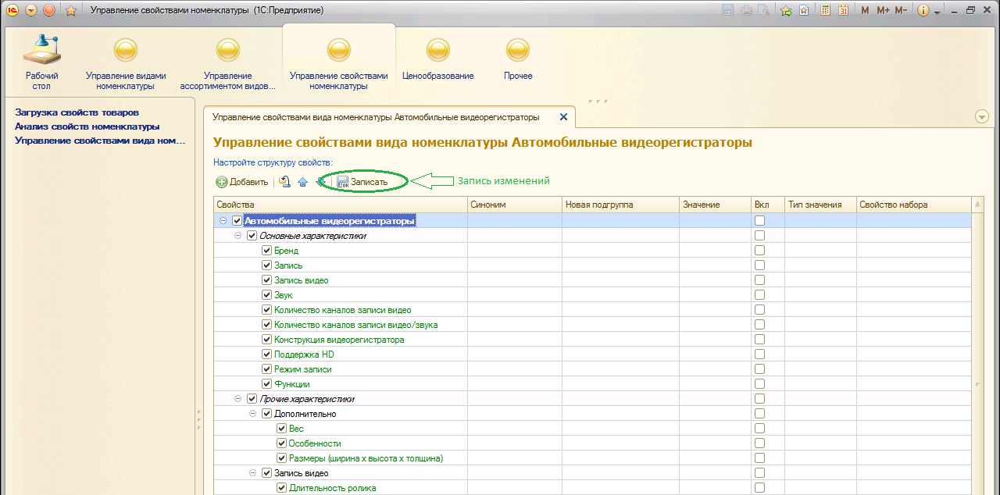 Управление свойствами номенклатуры (1С:Предприятие)
31 M M+ M-
Рабочий
стол
Управление видами
номенклатуры
Управление
ассортиментом видов...
Управление свойствами
номенклатуры
Ценообразование
Прочее
Загрузка свойств товаров
Анализ свойств номенклатуры
Управление свойствами вида ном...
Управление свойствами вида номенклатуры Автомобильные видеорегистраторы
Управление свойствами вида номенклатуры Автомобильные видеорегистраторы
Настройте структуру свойств:
Добавить
Записать
Запись изменений
Свойства Синоним Новая подгруппа Значение Вкл Тип значения Свойство набора
Автомобильные видеорегистраторы
Основные характеристики
Бренд
Запись
Запись видео
Звук
Количество каналов записи видео
Количество каналов записи видео/звука
Конструкция видеорегистратора
Поддержка HD
Режим записи
Функции
Прочие характеристики
Дополнительно
Вес
Особенности
Размеры (ширина x высота x толщина)
Запись видео
Длительность ролика